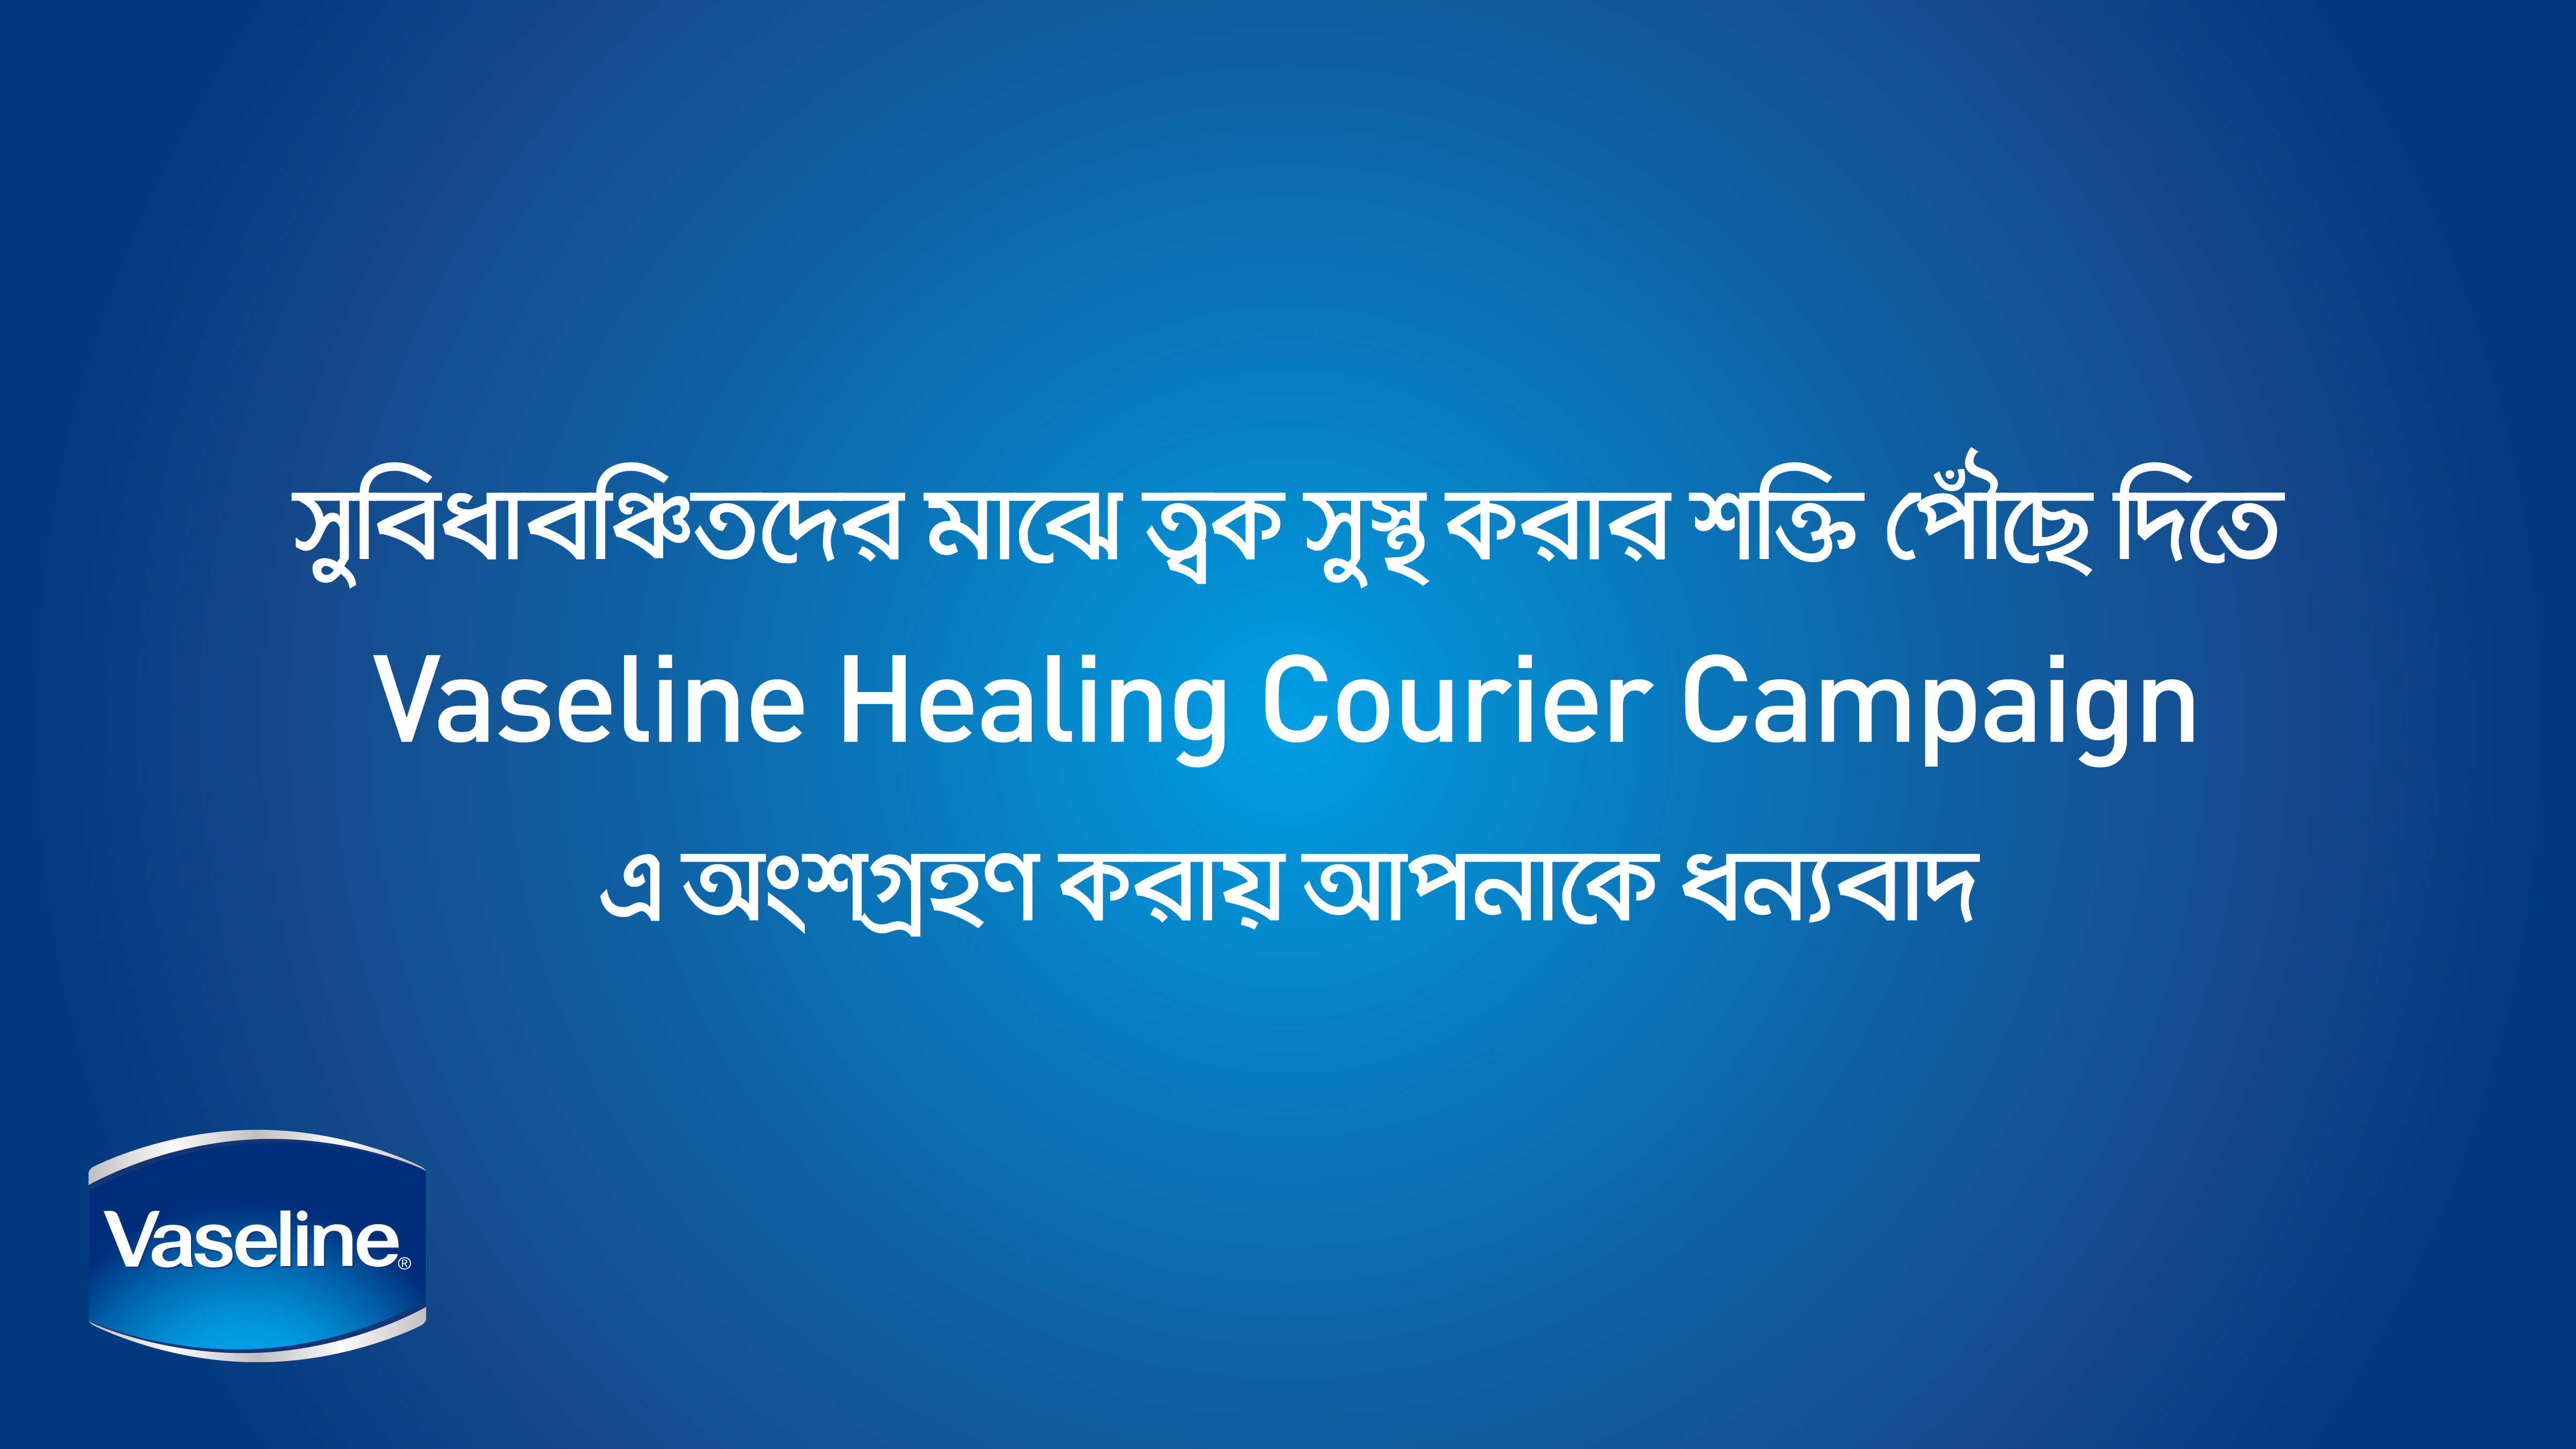 সুবিধাবঞ্চিতদের মাঝে ত্বক সুস্থ করার শক্তি পৌঁছে দিতে
Vaseline Healing Courier Campaign
এ অংশগ্রহণ করায় আপনাকে ধন্যবাদ
Vaseline®